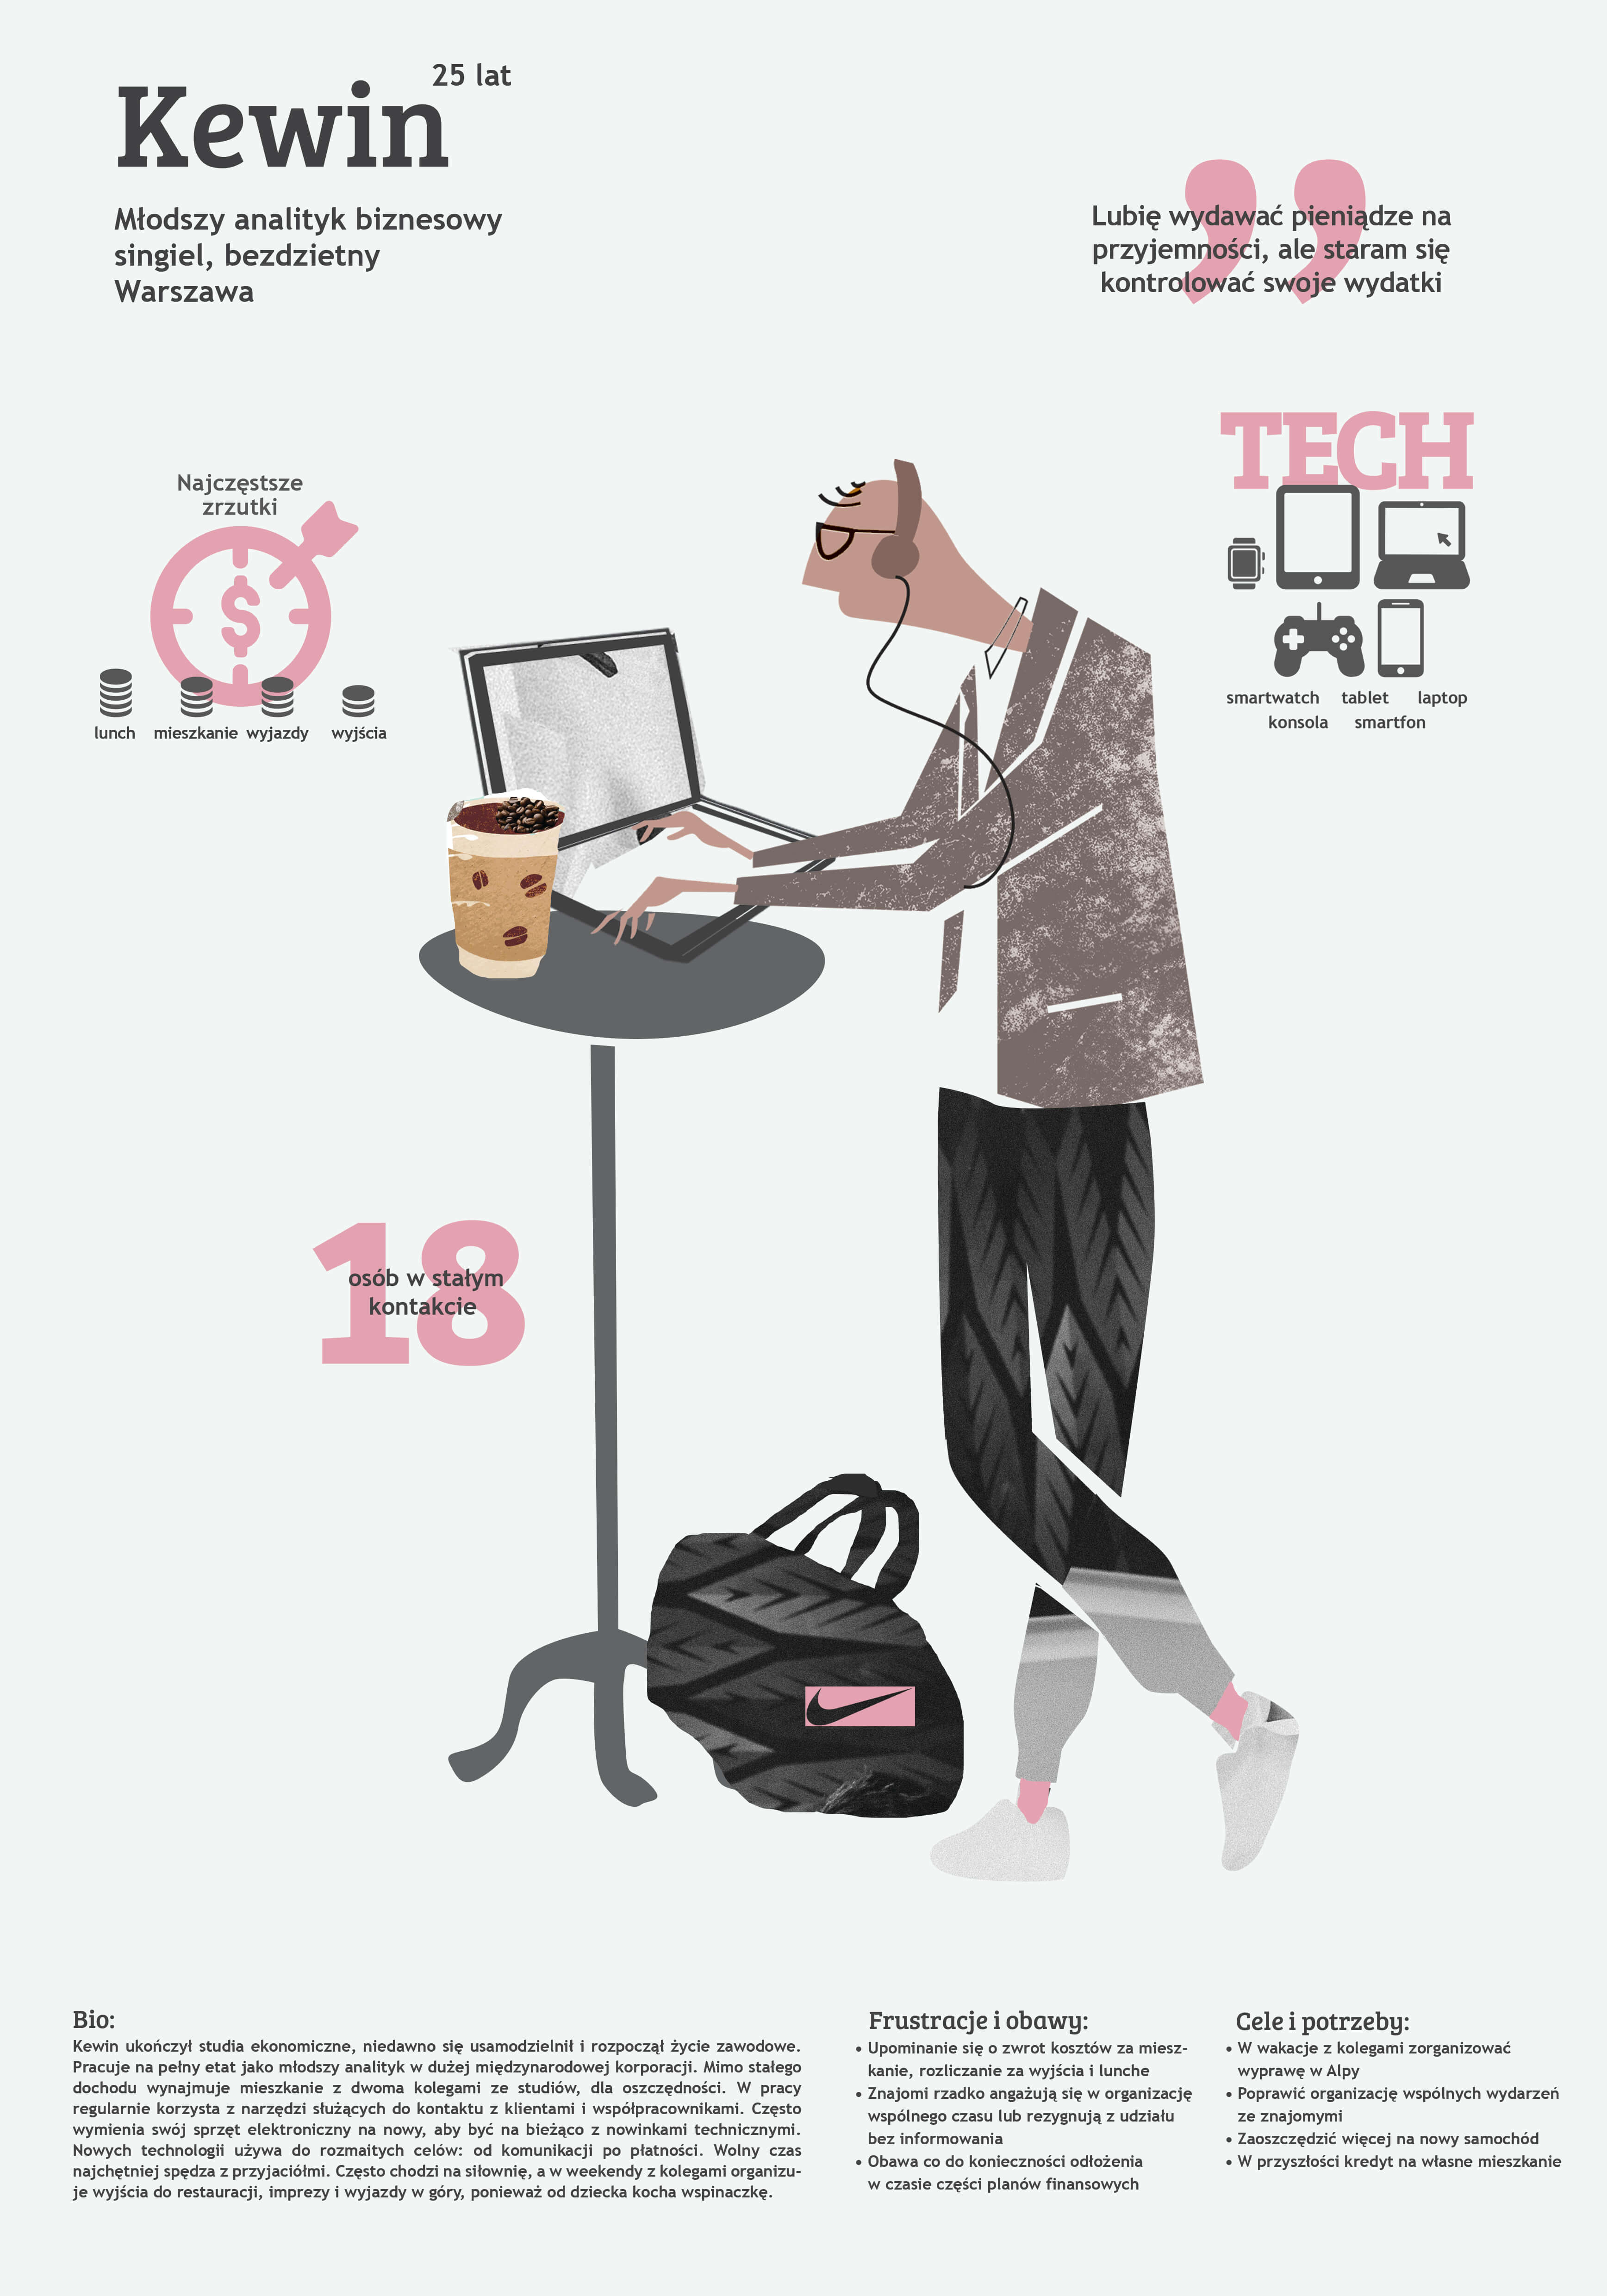 25 lat
Kewin
Młodszy analityk biznesowy
singiel, bezdzietny
Warszawa
Lubię wydawać pieniądze na
przyjemności, ale staram się
kontrolować swoje wydatki
Najczęstsze
zrzutki
$
lunch mieszkanie wyjazdy wyjścia
TECH
smartwatch tablet laptop
konsola smartfon
18
osób w stałym
kontakcie
Bio:
Kewin ukończył studia ekonomiczne, niedawno się usamodzielnił i rozpoczął życie zawodowe.
Pracuje na pełny etat jako młodszy analityk w dużej międzynarodowej korporacji. Mimo stałego
dochodu wynajmuje mieszkanie z dwoma kolegami ze studiów, dla oszczędności. W pracy
regularnie korzysta z narzędzi służących do kontaktu z klientami i współpracownikami. Często
wymienia swój sprzęt elektroniczny na nowy, aby być na bieżąco z nowinkami technicznymi.
Nowych technologii używa do rozmaitych celów: od komunikacji po płatności. Wolny czas
najchętniej spędza z przyjaciółmi. Często chodzi na siłownię, a w weekendy z kolegami organizu-
je wyjścia do restauracji, imprezy i wyjazdy w góry, ponieważ od dziecka kocha wspinaczkę.
Frustracje i obawy:
• Upominanie się o zwrot kosztów za miesz-
kanie, rozliczanie za wyjścia i lunche
• Znajomi rzadko angażują się w organizację
wspólnego czasu lub rezygnują z udziału
bez informowania
• Obawa co do konieczności odłożenia
w czasie części planów finansowych
Cele i potrzeby:
• W wakacje z kolegami zorganizować
wyprawę w Alpy
• Poprawić organizację wspólnych wydarzeń
ze znajomymi
• Zaoszczędzić więcej na nowy samochód
• W przyszłości kredyt na własne mieszkanie